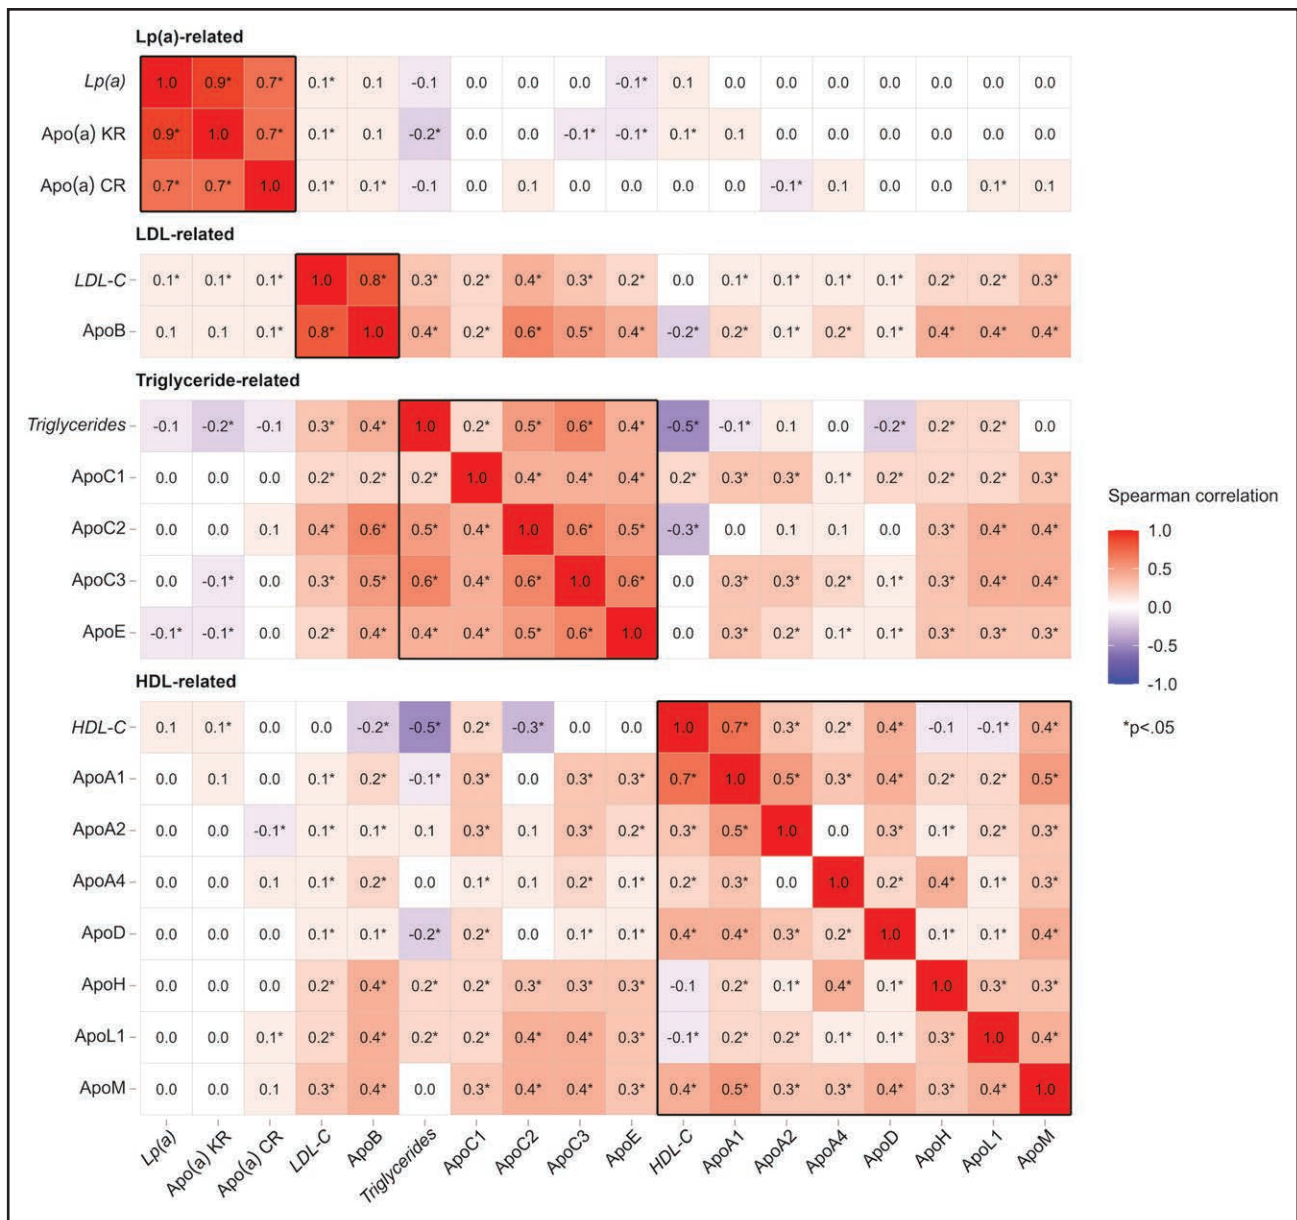 Lp(a)-related
Lp(a) 1.0 0.9* 0.7* 0.1* 0.1 -0.1 0.0 0.0 0.0 -0.1* 0.1 0.0 0.0 0.0 0.0 0.0 0.0 0.0
Apo(a) KR 0.9* 1.0 0.7* 0.1* 0.1 -0.2* 0.0 0.0 -0.1* -0.1* 0.1* 0.1 0.0 0.0 0.0 0.0 0.0 0.0
Apo(a) CR 0.7* 0.7* 1.0 0.1* 0.1* -0.1 0.0 0.1 0.0 0.0 0.0 0.0 -0.1* 0.1 0.0 0.0 0.1* 0.1
LDL-related
LDL-C 0.1* 0.1* 0.1* 1.0 0.8* 0.3* 0.2* 0.4* 0.3* 0.2* 0.0 0.1* 0.1* 0.1* 0.1* 0.2* 0.2* 0.3*
ApoB 0.1 0.1 0.1* 0.8* 1.0 0.4* 0.2* 0.6* 0.5* 0.4* -0.2* 0.2* 0.1* 0.2* 0.1* 0.4* 0.4* 0.4*
Triglyceride-related
Triglycerides -0.1 -0.2* -0.1 0.3* 0.4* 1.0 0.2* 0.5* 0.6* 0.4* -0.5* -0.1* 0.1 0.0 -0.2* 0.2* 0.2* 0.0
ApoC1 0.0 0.0 0.0 0.2* 0.2* 0.2* 1.0 0.4* 0.4* 0.4* 0.2* 0.3* 0.3* 0.1* 0.2* 0.2* 0.2* 0.3*
ApoC2 0.0 0.0 0.1 0.4* 0.6* 0.5* 0.4* 1.0 0.6* 0.5* -0.3* 0.0 0.1 0.1 0.0 0.3* 0.4* 0.4*
ApoC3 0.0 -0.1* 0.0 0.3* 0.5* 0.6* 0.4* 0.6* 1.0 0.6* 0.0 0.3* 0.3* 0.2* 0.1* 0.3* 0.4* 0.4*
ApoE -0.1* -0.1* 0.0 0.2* 0.4* 0.4* 0.4* 0.5* 0.6* 1.0 0.0 0.3* 0.2* 0.1* 0.1* 0.3* 0.3* 0.3*
HDL-related
HDL-C 0.1 0.1* 0.0 0.0 -0.2* -0.5* 0.2* -0.3* 0.0 0.0 1.0 0.7* 0.3* 0.2* 0.4* -0.1 -0.1* 0.4*
ApoA1 0.0 0.1 0.0 0.1* 0.2* -0.1* 0.3* 0.0 0.3* 0.3* 0.7* 1.0 0.5* 0.3* 0.4* 0.2* 0.2* 0.5*
ApoA2 0.0 0.0 -0.1* 0.1* 0.1* 0.1 0.3* 0.1 0.3* 0.2* 0.3* 0.5* 1.0 0.0 0.3* 0.1* 0.2* 0.3*
ApoA4 0.0 0.0 0.1 0.1* 0.2* 0.0 0.1* 0.1 0.2* 0.1* 0.2* 0.3* 0.0 1.0 0.2* 0.4* 0.1* 0.3*
ApoD 0.0 0.0 0.0 0.1* 0.1* -0.2* 0.2* 0.0 0.1* 0.1* 0.4* 0.4* 0.3* 0.2* 1.0 0.1* 0.1* 0.4*
ApoH 0.0 0.0 0.0 0.2* 0.4* 0.2* 0.2* 0.3* 0.3* 0.3* -0.1 0.2* 0.1* 0.4* 0.1* 1.0 0.3* 0.3*
ApoL1 0.0 0.0 0.1* 0.2* 0.4* 0.2* 0.2* 0.4* 0.4* 0.3* -0.1* 0.2* 0.2* 0.1* 0.1* 0.3* 1.0 0.4*
ApoM 0.0 0.0 0.1 0.3* 0.4* 0.0 0.3* 0.4* 0.4* 0.3* 0.4* 0.5* 0.3* 0.3* 0.4* 0.3* 0.4* 1.0
Lp(a) Apo(a) KR Apo(a) CR LDL-C ApoB Triglycerides ApoC1 ApoC2 ApoC3 ApoE HDL-C ApoA1 ApoA2 ApoA4 ApoD ApoH ApoL1 ApoM
Spearman correlation
1.0
0.5
0.0
-0.5
-1.0
*p<.05